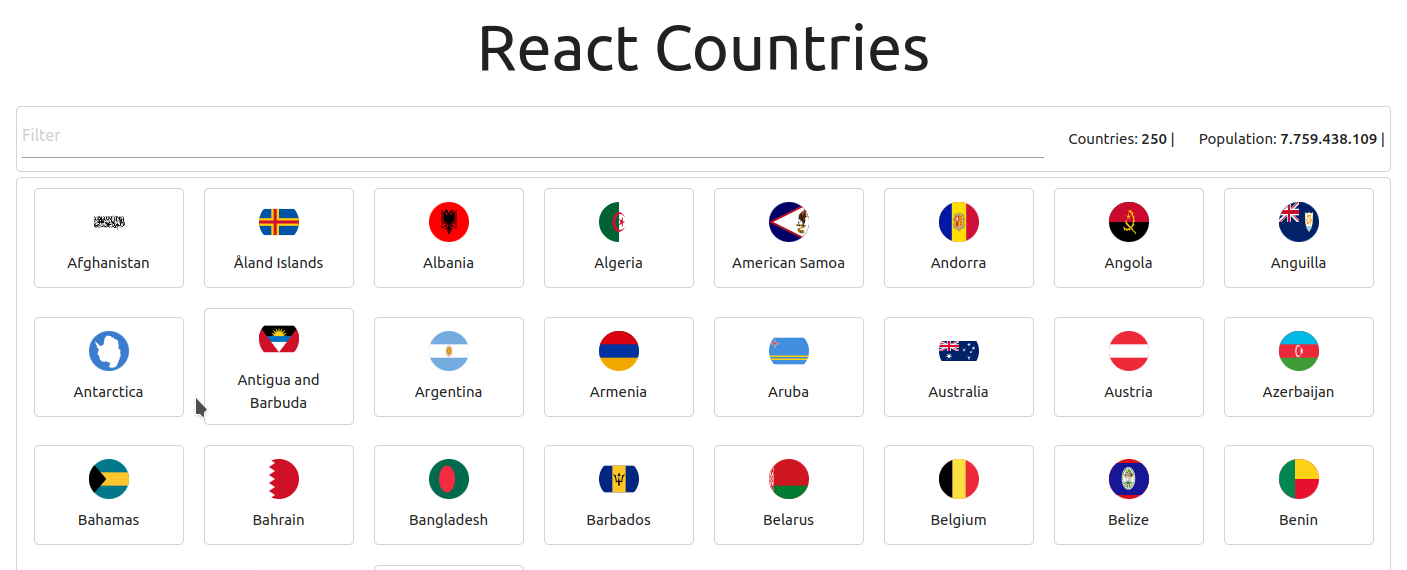 React Countries
Filter
Countries: 250 |
Population: 7.759.438.109 |
Afghanistan
Åland Islands
Albania
Algeria
American Samoa
Andorra
Angola
Anguilla
Antarctica
Antigua and
Barbuda
Argentina
Armenia
Aruba
Australia
Austria
Azerbaijan
Bahamas
Bahrain
Bangladesh
Barbados
Belarus
Belgium
Belize
Benin